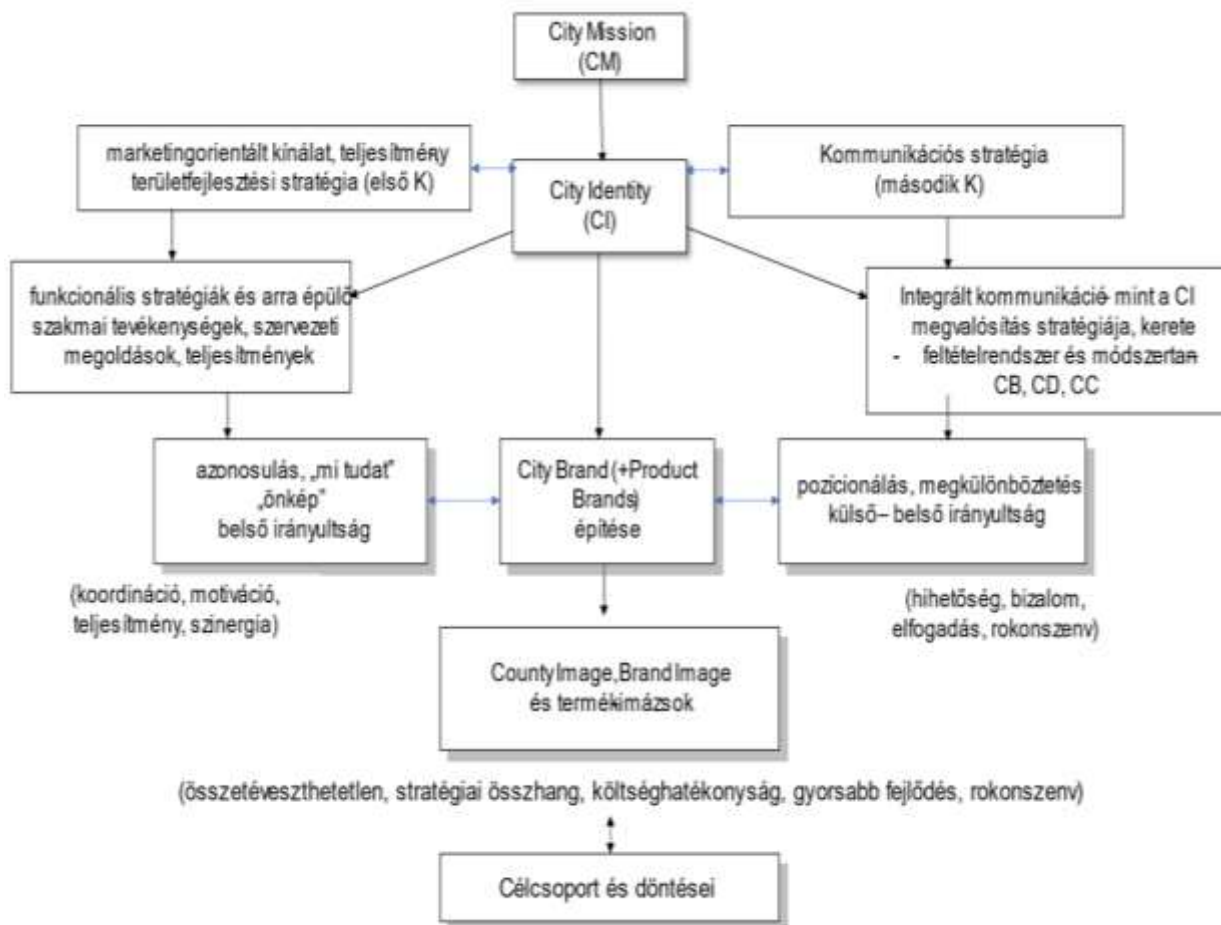 City Mission
(CM)
marketingorientált kínálat, teljesítmény
területfejlesztési stratégia (első K)
City Identity
(CI)
Kommunikációs stratégia
(második K)
funkcionális stratégiák és arra épülő
szakmai tevékenységek, szervezeti
megoldások, teljesítmények
Integrált kommunikáció- mint a CI
megvalósítás stratégiája, kerete
- feltételrendszer és módszertan
CB, CD, CC
azonosulás, „mi tudat”
„önkép”
belső irányultság
City Brand (+Product
Brands)
építése
pozícionálás, megkülönböztetés
külső – belső irányultság
(koordináció, motiváció,
teljesítmény, szinergia)
(hihetőség, bizalom,
elfogadás, rokonszenv)
County Image, Brand Image
és termékimázsok
(összetéveszthetetlen, stratégiai összhang, költséghatékonyság, gyorsabb fejlődés, rokonszenv)
Célcsoport és döntései